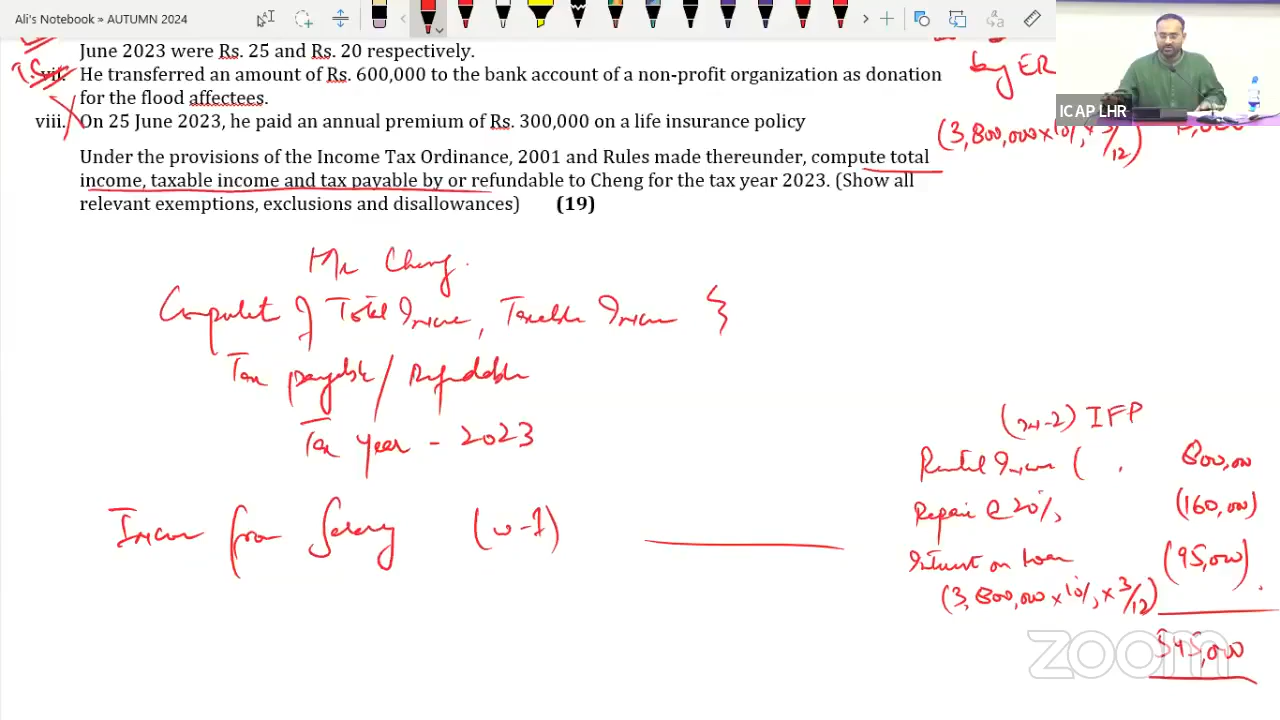 Ali's Notebook » AUTUMN 2024
June 2023 were Rs. 25 and Rs. 20 respectively.
vii. He transferred an amount of Rs. 600,000 to the bank account of a non-profit organization as donation
for the flood affectees.
viii. On 25 June 2023, he paid an annual premium of Rs. 300,000 on a life insurance policy
by ER
ICAP LHR
(3,800,000 x 10% x 3/12)
Under the provisions of the Income Tax Ordinance, 2001 and Rules made thereunder, compute total
income, taxable income and tax payable by or refundable to Cheng for the tax year 2023. (Show all
relevant exemptions, exclusions and disallowances) (19)
Mr Cheng.
Computat of Total Income, Taxable Income }
Tax payable/Refundable
Tax year - 2023
Income from Salary (w-1)
(w-2) IFP
Rental Income ( 800,000
Repair @ 20% (160,000)
Interest on loan (95,000)
(3,800,000 x 10% x 3/12)
545,000
zoom